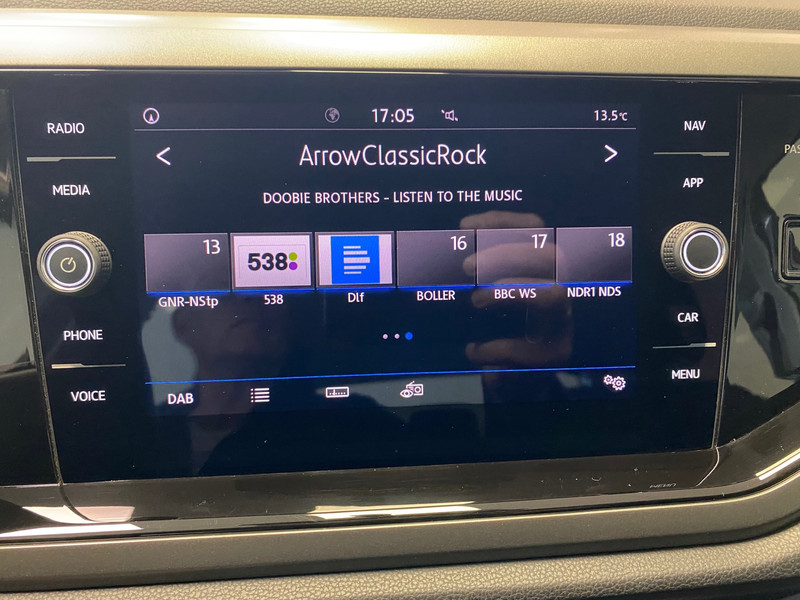 RADIO
MEDIA
PHONE
VOICE
17:05
13.5°C
ArrowClassicRock
DOOBIE BROTHERS - LISTEN TO THE MUSIC
13
538
16
17
18
GNR-NStp
538
Dlf
BOLLER
BBC WS
NDR1 NDS
DAB
NAV
APP
CAR
MENU
PAS